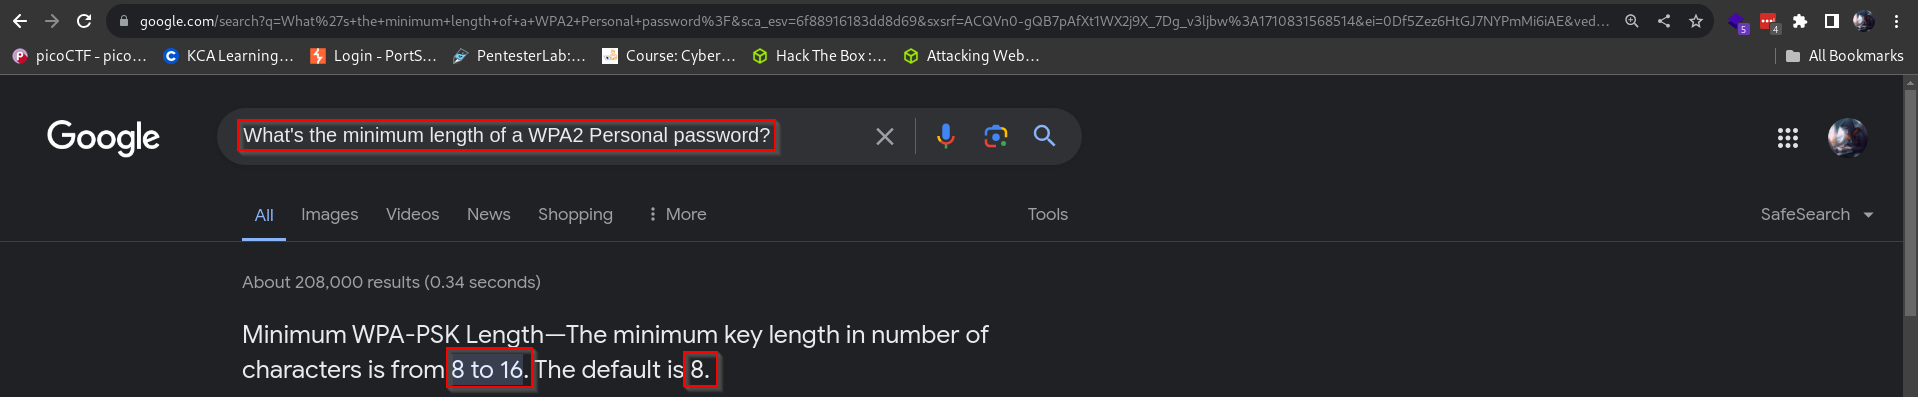 google.com/search?q=What%27s+the+minimum+length+of+a+WPA2+Personal+password%3F&sca_esv=6f88916183dd8d69&sxsrf=ACQVn0-gQB7pAfXt1WX2j9X_7Dg_v3ljbw%3A1710831568514&ei=0Df5Zez6HtGJ7NYPmMi6iAE&ved...
5 4
picoCTF - pico... KCA Learning... Login - PortS... PentesterLab:... Course: Cyber... Hack The Box :... Attacking Web... All Bookmarks
Google What's the minimum length of a WPA2 Personal password?
All Images Videos News Shopping More Tools SafeSearch
About 208,000 results (0.34 seconds)
Minimum WPA-PSK Length—The minimum key length in number of
characters is from 8 to 16. The default is 8.